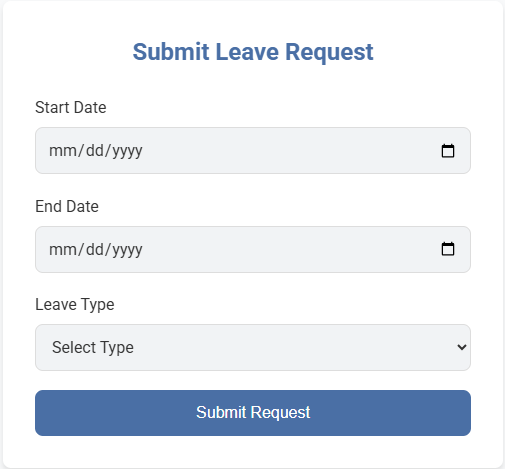 Submit Leave Request
Start Date
mm/dd/yyyy
End Date
mm/dd/yyyy
Leave Type
Select Type
Submit Request